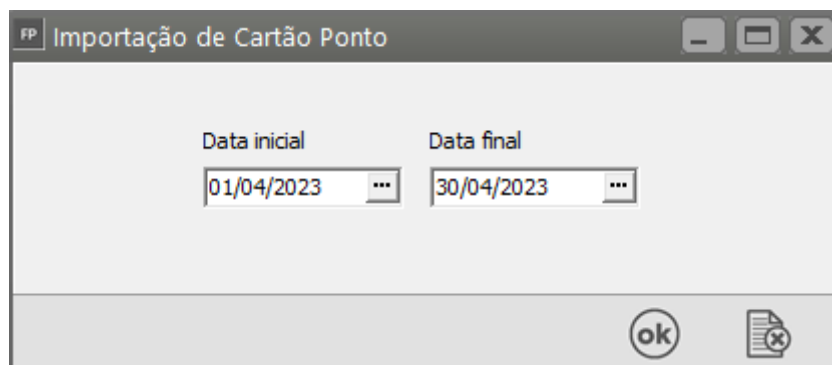 FP Importação de Cartão Ponto
Data inicial Data final
01/04/2023 ... 30/04/2023 ...
ok